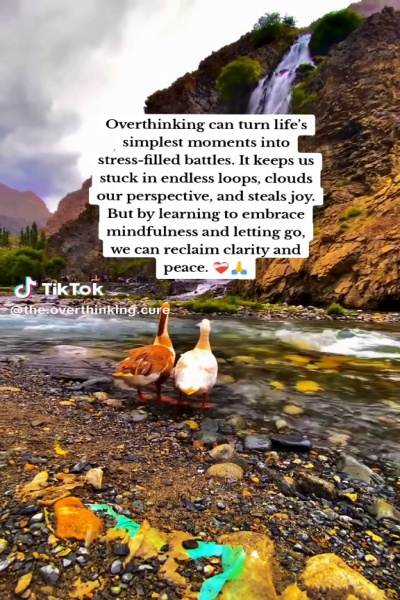 Overthinking can turn life's
simplest moments into
stress-filled battles. It keeps us
stuck in endless loops, clouds
our perspective, and steals joy.
But by learning to embrace
mindfulness and letting go,
we can reclaim clarity and
peace. ❤️‍🩹🙏
TikTok
@the.overthinking.cure